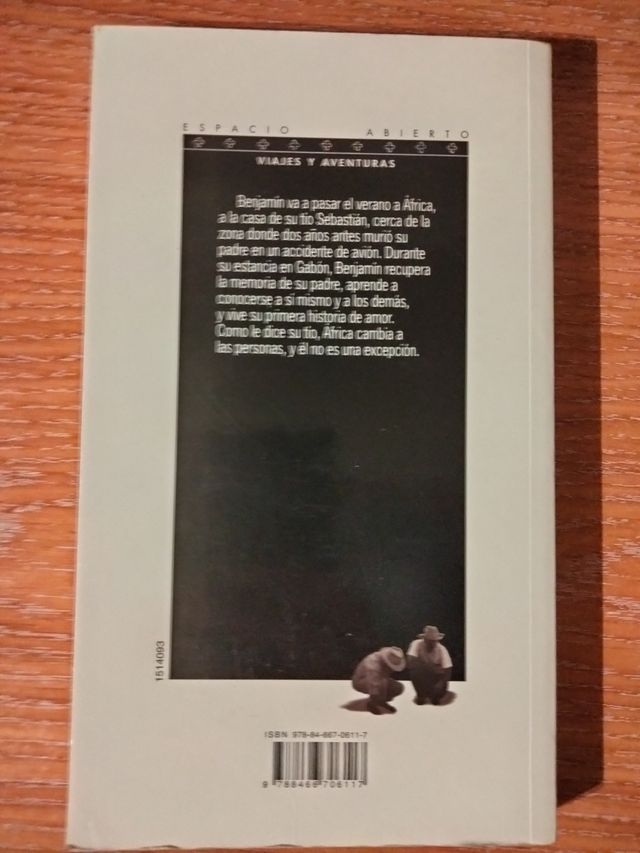 ESPACIO ABIERTO
VIAJES Y AVENTURAS
Benjamín va a pasar el verano a África,
a la casa de su tío Sebastián, cerca de la
zona donde dos años antes murió su
padre en un accidente de avión. Durante
su estancia en Gabón, Benjamín recupera
la memoria de su padre, aprende a
conocerse a sí mismo y a los demás,
y vive su primera historia de amor.
Como le dice su tío, África cambia a
las personas, y él no es una excepción.
1514093
ISBN 978-84-667-0611-7
9 788466 706117